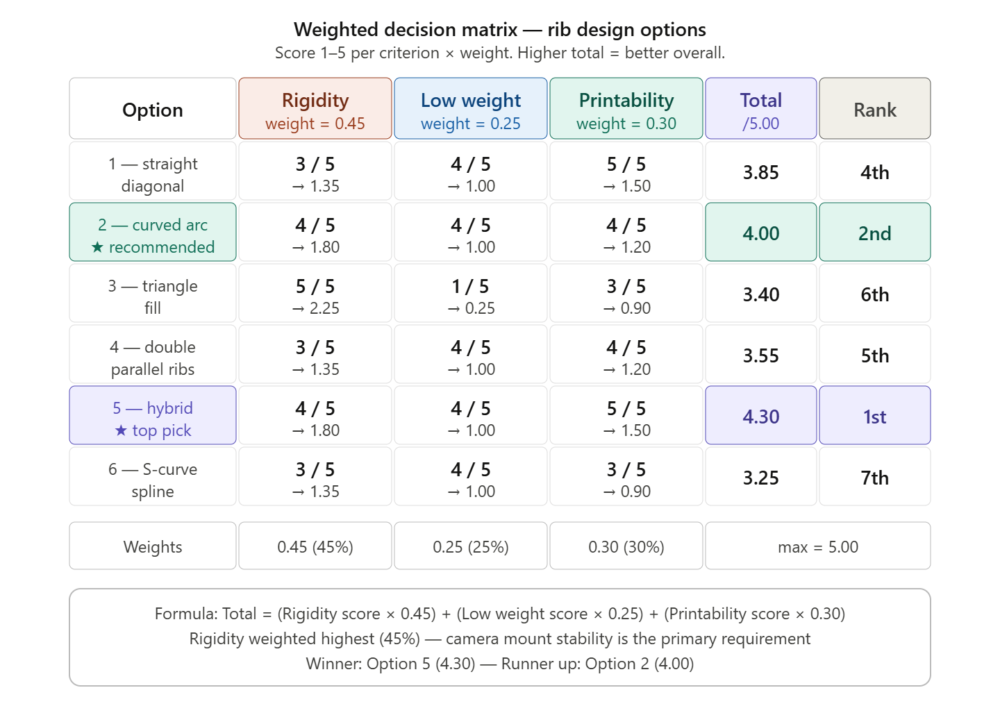 Weighted decision matrix — rib design options
Score 1–5 per criterion × weight. Higher total = better overall.
Option
Rigidity
weight = 0.45
Low weight
weight = 0.25
Printability
weight = 0.30
Total
/5.00
Rank
1 — straight
diagonal
3 / 5
→ 1.35
4 / 5
→ 1.00
5 / 5
→ 1.50
3.85
4th
2 — curved arc
★ recommended
4 / 5
→ 1.80
4 / 5
→ 1.00
4 / 5
→ 1.20
4.00
2nd
3 — triangle
fill
5 / 5
→ 2.25
1 / 5
→ 0.25
3 / 5
→ 0.90
3.40
6th
4 — double
parallel ribs
3 / 5
→ 1.35
4 / 5
→ 1.00
4 / 5
→ 1.20
3.55
5th
5 — hybrid
★ top pick
4 / 5
→ 1.80
4 / 5
→ 1.00
5 / 5
→ 1.50
4.30
1st
6 — S-curve
spline
3 / 5
→ 1.35
4 / 5
→ 1.00
3 / 5
→ 0.90
3.25
7th
Weights
0.45 (45%)
0.25 (25%)
0.30 (30%)
max = 5.00
Formula: Total = (Rigidity score × 0.45) + (Low weight score × 0.25) + (Printability score × 0.30)
Rigidity weighted highest (45%) — camera mount stability is the primary requirement
Winner: Option 5 (4.30) — Runner up: Option 2 (4.00)